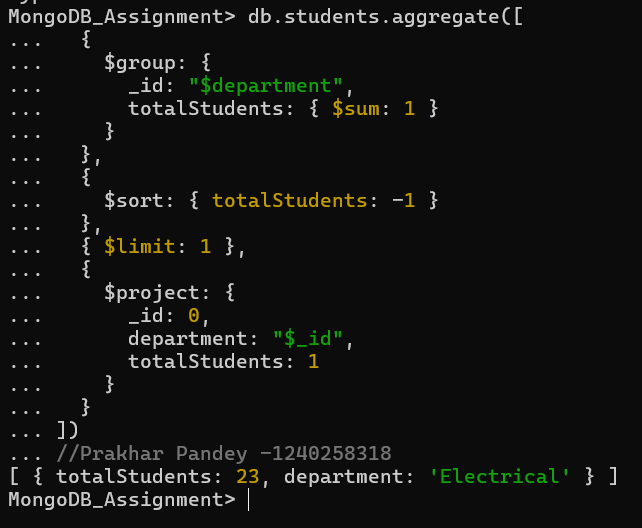 MongoDB_Assignment> db.students.aggregate([
...   {
...     $group: {
...       _id: "$department",
...       totalStudents: { $sum: 1 }
...     }
...   },
...   {
...     $sort: { totalStudents: -1 }
...   },
...   { $limit: 1 },
...   {
...     $project: {
...       _id: 0,
...       department: "$_id",
...       totalStudents: 1
...     }
...   }
... ])
... //Prakhar Pandey -1240258318
[ { totalStudents: 23, department: 'Electrical' } ]
MongoDB_Assignment>